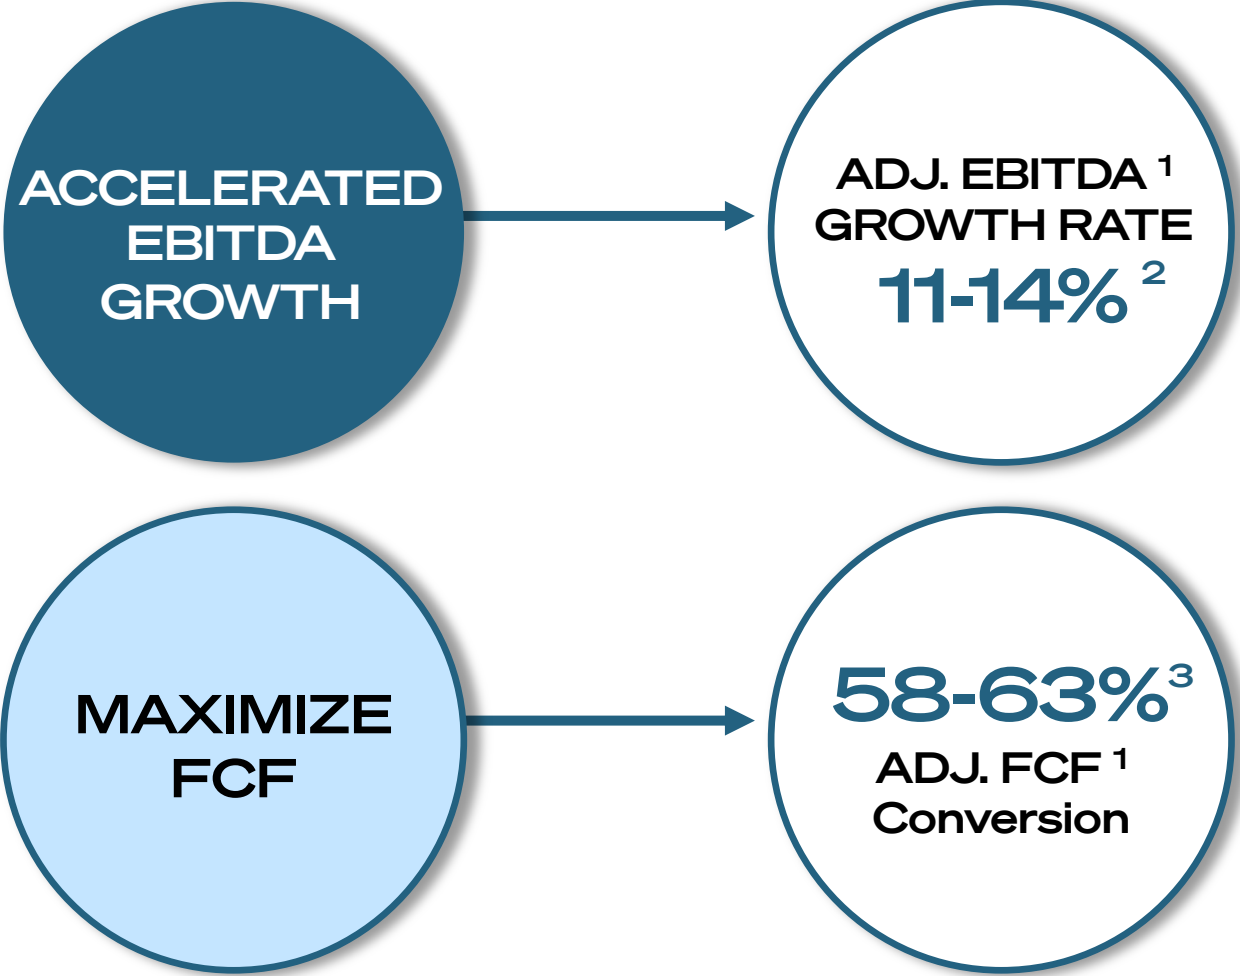 ACCELERATED
EBITDA
GROWTH
ADJ. EBITDA 1
GROWTH RATE
11-14% 2
MAXIMIZE
FCF
58-63%3
ADJ. FCF 1
Conversion